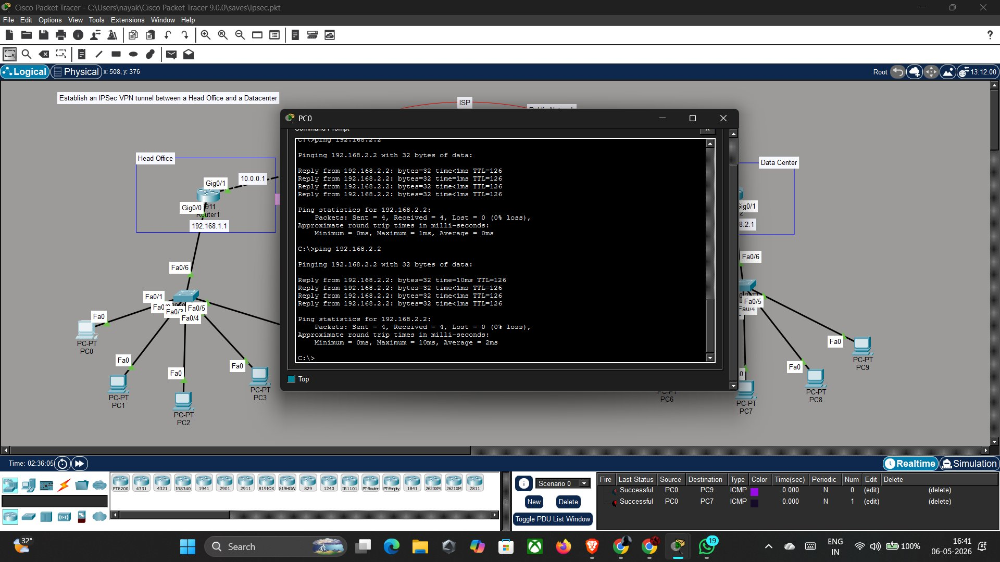 Cisco Packet Tracer - C:\Users\nayak\Cisco Packet Tracer 9.0.0\saves\Ipsec.pkt
File Edit Options View Tools Extensions Window Help
?
Logical Physical x: 508, y: 376
Root 13:12:00
Establish an IPSec VPN tunnel between a Head Office and a Datacenter
ISP
Public Network
PC0
Command Prompt
X
C:\>ping 192.168.2.2
Pinging 192.168.2.2 with 32 bytes of data:
Reply from 192.168.2.2: bytes=32 time<1ms TTL=126
Reply from 192.168.2.2: bytes=32 time=1ms TTL=126
Reply from 192.168.2.2: bytes=32 time<1ms TTL=126
Reply from 192.168.2.2: bytes=32 time<1ms TTL=126
Ping statistics for 192.168.2.2:
Packets: Sent = 4, Received = 4, Lost = 0 (0% loss),
Approximate round trip times in milli-seconds:
Minimum = 0ms, Maximum = 1ms, Average = 0ms
C:\>ping 192.168.2.2
Pinging 192.168.2.2 with 32 bytes of data:
Reply from 192.168.2.2: bytes=32 time=10ms TTL=126
Reply from 192.168.2.2: bytes=32 time<1ms TTL=126
Reply from 192.168.2.2: bytes=32 time<1ms TTL=126
Reply from 192.168.2.2: bytes=32 time<1ms TTL=126
Ping statistics for 192.168.2.2:
Packets: Sent = 4, Received = 4, Lost = 0 (0% loss),
Approximate round trip times in milli-seconds:
Minimum = 0ms, Maximum = 10ms, Average = 2ms
C:\>
Top
Head Office
10.0.0.1
Gig0/1
Gig0/0
911
Router1
192.168.1.1
Fa0/6
Fa0/1
Fa0/3
Fa0/5
Fa0/4
Fa0
PC-PT
PC0
Fa0
PC-PT
PC1
Fa0
PC-PT
PC2
Fa0
PC-PT
PC3
Data Center
Gig0/1
8.2.1
Fa0/6
Fa0/5
Fa0/4
PC-PT
PC6
0
PC-PT
PC7
Fa0
PC-PT
PC8
Fa0
PC-PT
PC9
Time: 02:36:05
Realtime Simulation
PT8200 4331 4321 IR8340 1941 2901 2911 819IOX 819HGW 829 1240 IR1101 PT-Router PT-Empty 1841 2620XM 2621XM 2811
Scenario 0
New Delete
Toggle PDU List Window
Fire Last Status Source Destination Type Color Time(sec) Periodic Num Edit Delete
Successful PC0 PC9 ICMP 0.000 N 0 (edit) (delete)
Successful PC0 PC7 ICMP 0.000 N 1 (edit) (delete)
32°
Search
19
ENG
IN
100%
16:41
06-05-2026